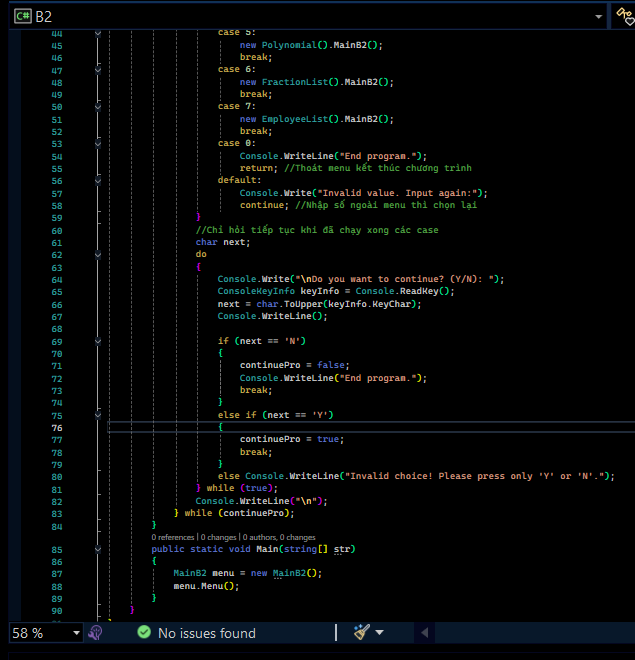 C# B2
44 case 5:
45 new Polynomial().MainB2();
46 break;
47 case 6:
48 new FractionList().MainB2();
49 break;
50 case 7:
51 new EmployeeList().MainB2();
52 break;
53 case 0:
54 Console.WriteLine("End program.");
55 return; //Thoát menu kết thúc chương trình
56 default:
57 Console.Write("Invalid value. Input again:");
58 continue; //Nhập số ngoài menu thì chọn lại
59 }
60 //Chỉ hỏi tiếp tục khi đã chạy xong các case
61 char next;
62 do
63 {
64 Console.Write("\nDo you want to continue? (Y/N): ");
65 ConsoleKeyInfo keyInfo = Console.ReadKey();
66 next = char.ToUpper(keyInfo.KeyChar);
67 Console.WriteLine();
68
69 if (next == 'N')
70 {
71 continuePro = false;
72 Console.WriteLine("End program.");
73 break;
74 }
75 else if (next == 'Y')
76 {
77 continuePro = true;
78 break;
79 }
80 else Console.WriteLine("Invalid choice! Please press only 'Y' or 'N'.");
81 } while (true);
82 Console.WriteLine("\n");
83 } while (continuePro);
84 }
0 references | 0 changes | 0 authors, 0 changes
85 public static void Main(string[] str)
86 {
87 MainB2 menu = new MainB2();
88 menu.Menu();
89 }
90 }
58 % No issues found